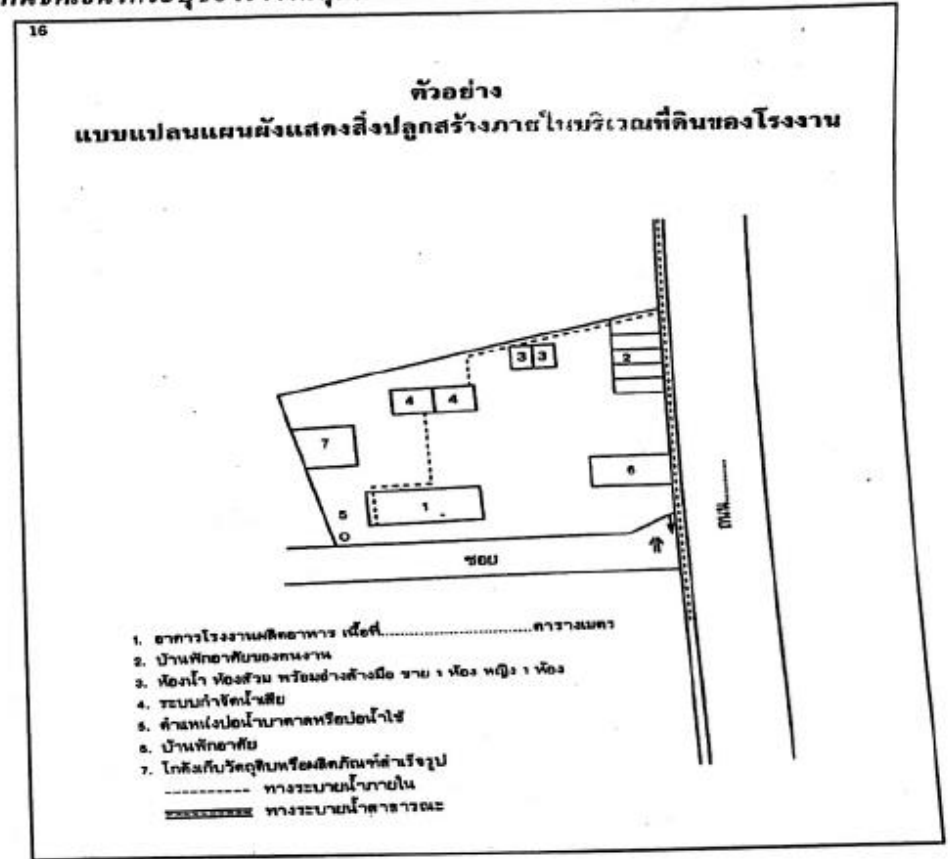 16
ตัวอย่าง
แบบแปลนแผนผังแสดงสิ่งปลูกสร้างภายในบริเวณที่ดินของโรงงาน
3 3
2
4 4
7
6
1
5
ถนน............
ซอย
1. อาคารโรงงานผลิตอาหาร เนื้อที่................................ตารางเมตร
2. บ้านพักอาศัยของคนงาน
3. ห้องน้ำ ห้องส้วม พร้อมอ่างล้างมือ ชาย 1 ห้อง หญิง 1 ห้อง
4. ระบบกำจัดน้ำเสีย
5. ตำแหน่งบ่อน้ำบาดาลหรือบ่อน้ำใช้
6. บ้านพักอาศัย
7. โกดังเก็บวัตถุดิบหรือผลิตภัณฑ์สำเร็จรูป
ทางระบายน้ำภายใน
ทางระบายน้ำสาธารณะ